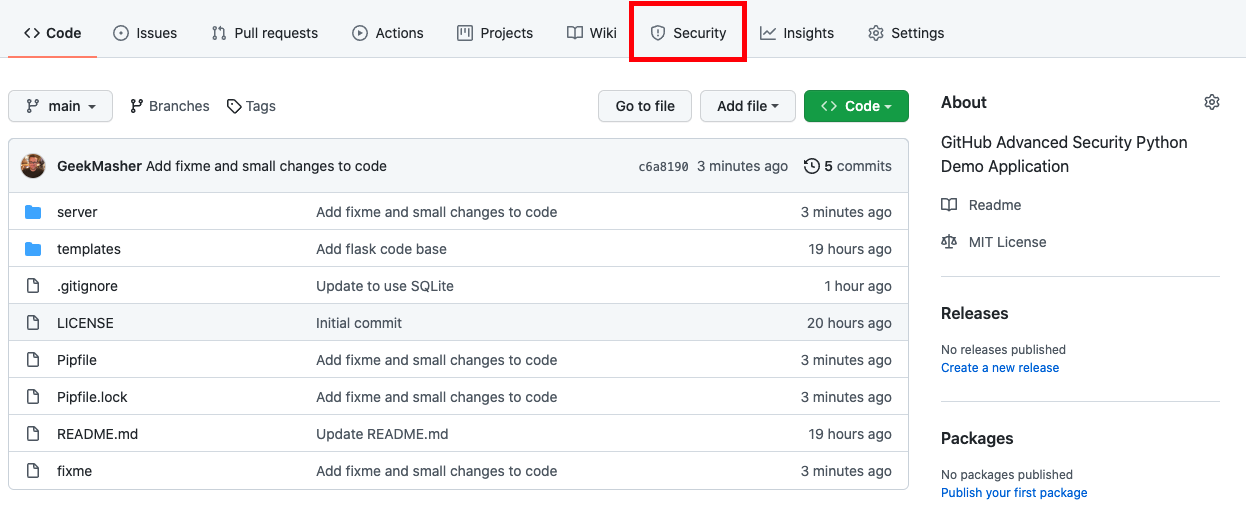 Code Issues Pull requests Actions Projects Wiki Security Insights Settings
main Branches Tags Go to file Add file Code
GeekMasher Add fixme and small changes to code c6a8190 3 minutes ago 5 commits
server Add fixme and small changes to code 3 minutes ago
templates Add flask code base 19 hours ago
.gitignore Update to use SQLite 1 hour ago
LICENSE Initial commit 20 hours ago
Pipfile Add fixme and small changes to code 3 minutes ago
Pipfile.lock Add fixme and small changes to code 3 minutes ago
README.md Update README.md 19 hours ago
fixme Add fixme and small changes to code 3 minutes ago
About
GitHub Advanced Security Python
Demo Application
Readme
MIT License
Releases
No releases published
Create a new release
Packages
No packages published
Publish your first package